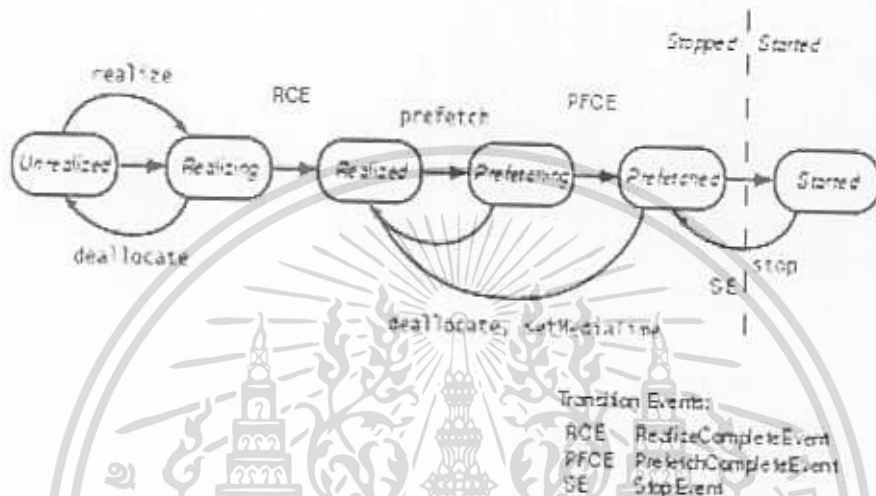 Stopped Started
realize
RCE
prefetch
PFCE
Unrealized Realizing Realized Prefetching Prefetched Started
deallocate
stop
SE
deallocate, setMediaTime
Transition Events:
RCE RealizeCompleteEvent
PFCE PrefetchCompleteEvent
SE StopEvent